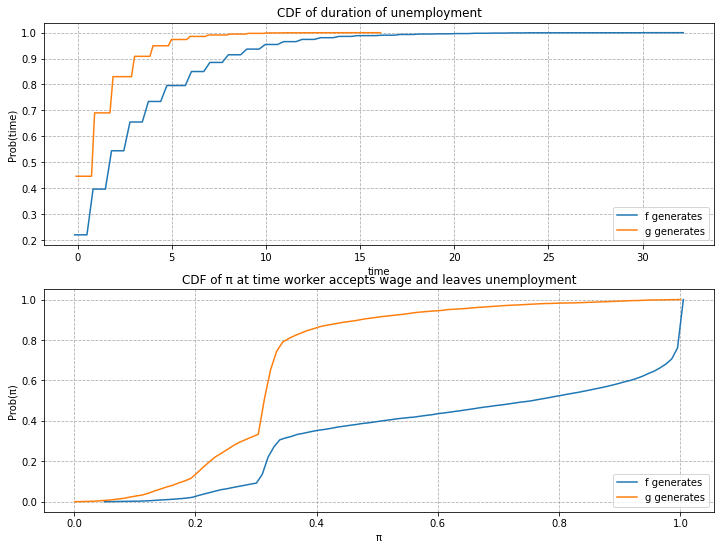 CDF of duration of unemployment
1.0
0.9
0.8
0.7
0.6
0.5
0.4
0.3
0.2
Prob(time)
0 5 10 15 20 25 30
time
f generates
g generates
CDF of π at time worker accepts wage and leaves unemployment
1.0
0.8
0.6
0.4
0.2
0.0
Prob(π)
0.0 0.2 0.4 0.6 0.8 1.0
π
f generates
g generates